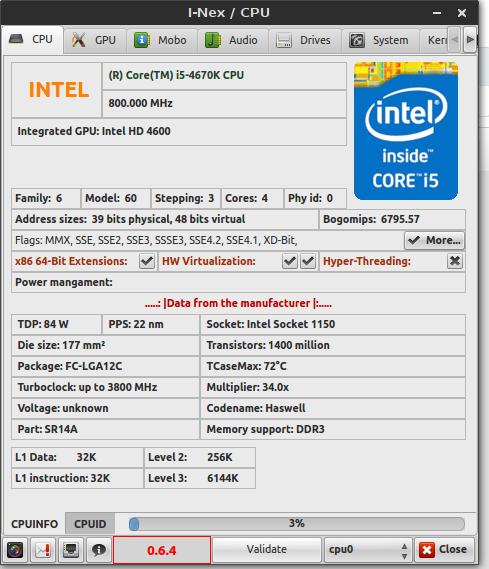 I-Nex / CPU
CPU GPU Mobo Audio Drives System Kern
INTEL
(R) Core(TM) i5-4670K CPU
800.000 MHz
Integrated GPU: Intel HD 4600
intel
inside™
CORE™ i5
Family: 6 Model: 60 Stepping: 3 Cores: 4 Phy id: 0
Address sizes: 39 bits physical, 48 bits virtual Bogomips: 6795.57
Flags: MMX, SSE, SSE2, SSE3, SSSE3, SSE4.2, SSE4.1, XD-Bit, More...
x86 64-Bit Extensions: HW Virtualization: Hyper-Threading:
Power mangament:
.....: |Data from the manufacturer |:.....
TDP: 84 W PPS: 22 nm Socket: Intel Socket 1150
Die size: 177 mm² Transistors: 1400 million
Package: FC-LGA12C TCaseMax: 72°C
Turboclock: up to 3800 MHz Multiplier: 34.0x
Voltage: unknown Codename: Haswell
Part: SR14A Memory support: DDR3
L1 Data: 32K Level 2: 256K
L1 instruction: 32K Level 3: 6144K
CPUINFO CPUID 3%
0.6.4 Validate cpu0 Close